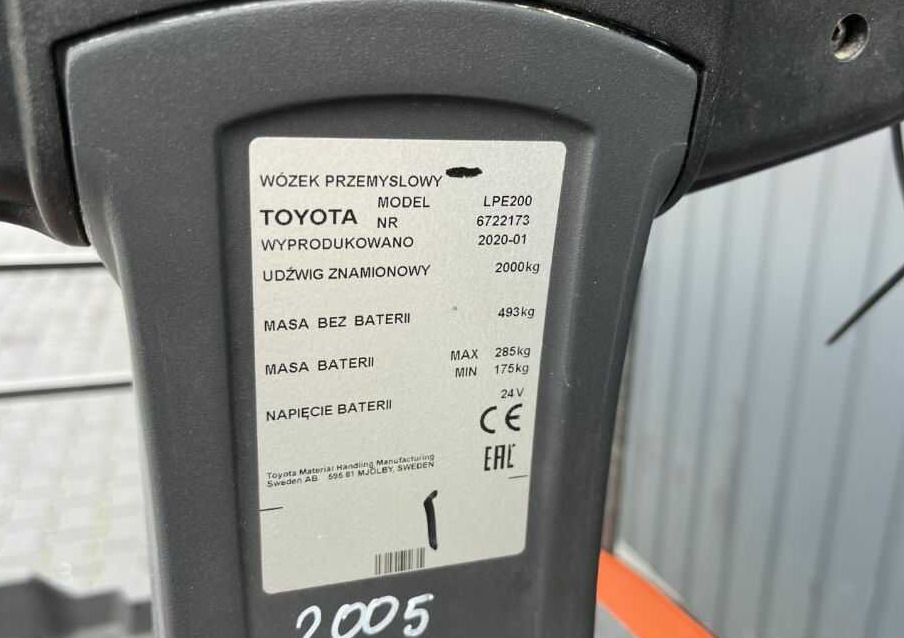 WÓZEK PRZEMYSLOWY
MODEL LPE200
TOYOTA NR 6722173
WYPRODUKOWANO 2020-01
UDŹWIG ZNAMIONOWY 2000kg
MASA BEZ BATERII 493kg
MASA BATERII MAX 285kg
MIN 175kg
NAPIĘCIE BATERII 24V
CE
EAC
Toyota Material Handling Manufacturing
Sweden AB 595 81 MJÖLBY, SWEDEN
2005